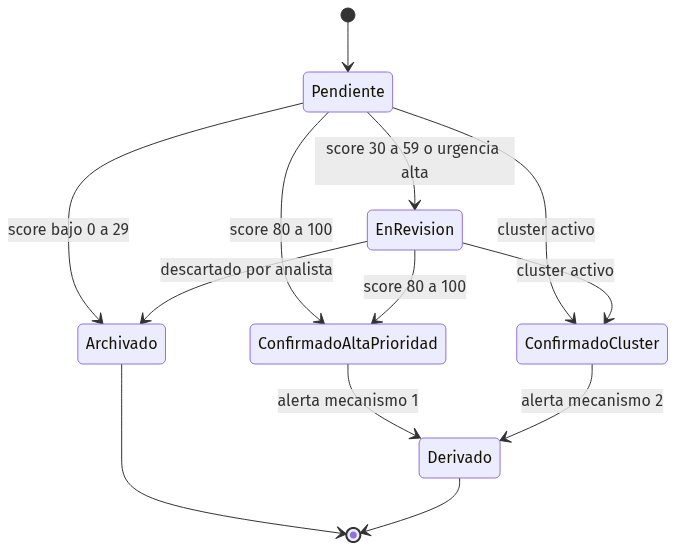 Pendiente
score 30 a 59 o urgencia
alta
score bajo 0 a 29
score 80 a 100
EnRevision
cluster activo
descartado por analista
cluster activo
score 80 a 100
Archivado
ConfirmadoAltaPrioridad
ConfirmadoCluster
alerta mecanismo 1
alerta mecanismo 2
Derivado